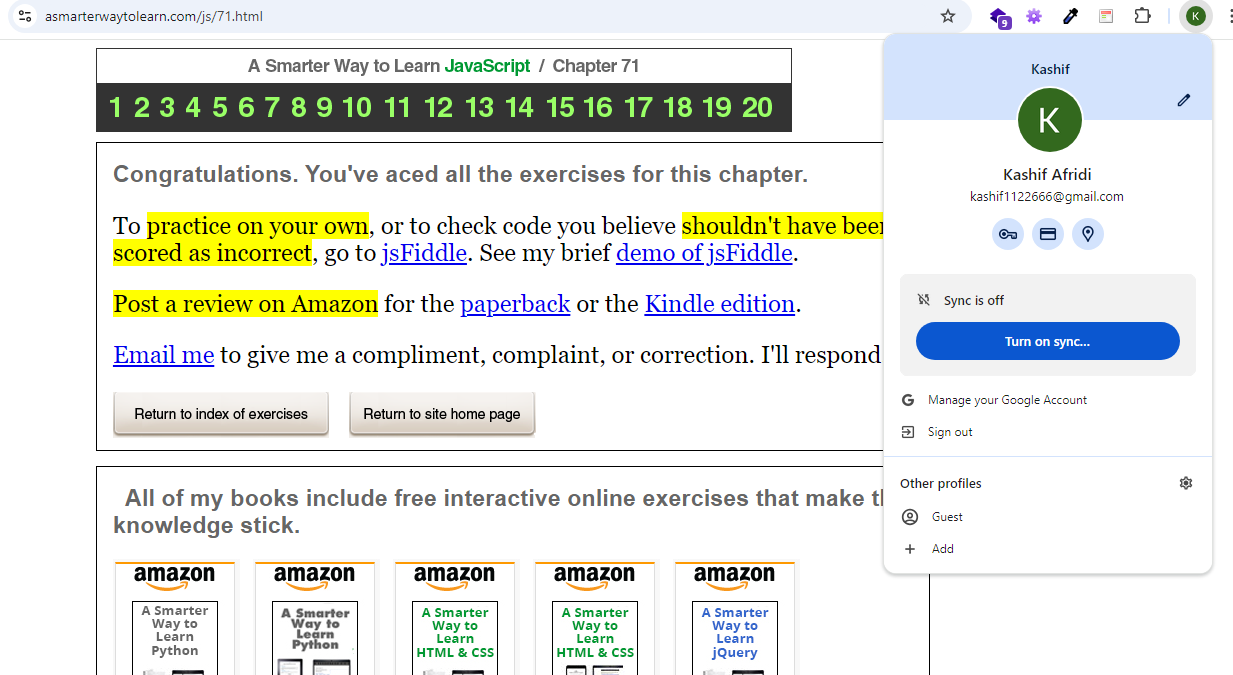 asmarterwaytolearn.com/js/71.html
9
K
A Smarter Way to Learn JavaScript / Chapter 71
1 2 3 4 5 6 7 8 9 10 11 12 13 14 15 16 17 18 19 20
Congratulations. You've aced all the exercises for this chapter.
To practice on your own, or to check code you believe shouldn't have been
scored as incorrect, go to jsFiddle. See my brief demo of jsFiddle.
Post a review on Amazon for the paperback or the Kindle edition.
Email me to give me a compliment, complaint, or correction. I'll respond
Return to index of exercises
Return to site home page
All of my books include free interactive online exercises that make
knowledge stick.
amazon
A Smarter
Way to
Learn
Python
amazon
A Smarter
Way to
Learn
Python
amazon
A Smarter
Way to
Learn
HTML & CSS
amazon
A Smarter
Way to
Learn
HTML & CSS
amazon
A Smarter
Way to
Learn
jQuery
Kashif
K
Kashif Afridi
kashif1122666@gmail.com
Sync is off
Turn on sync...
Manage your Google Account
Sign out
Other profiles
Guest
Add